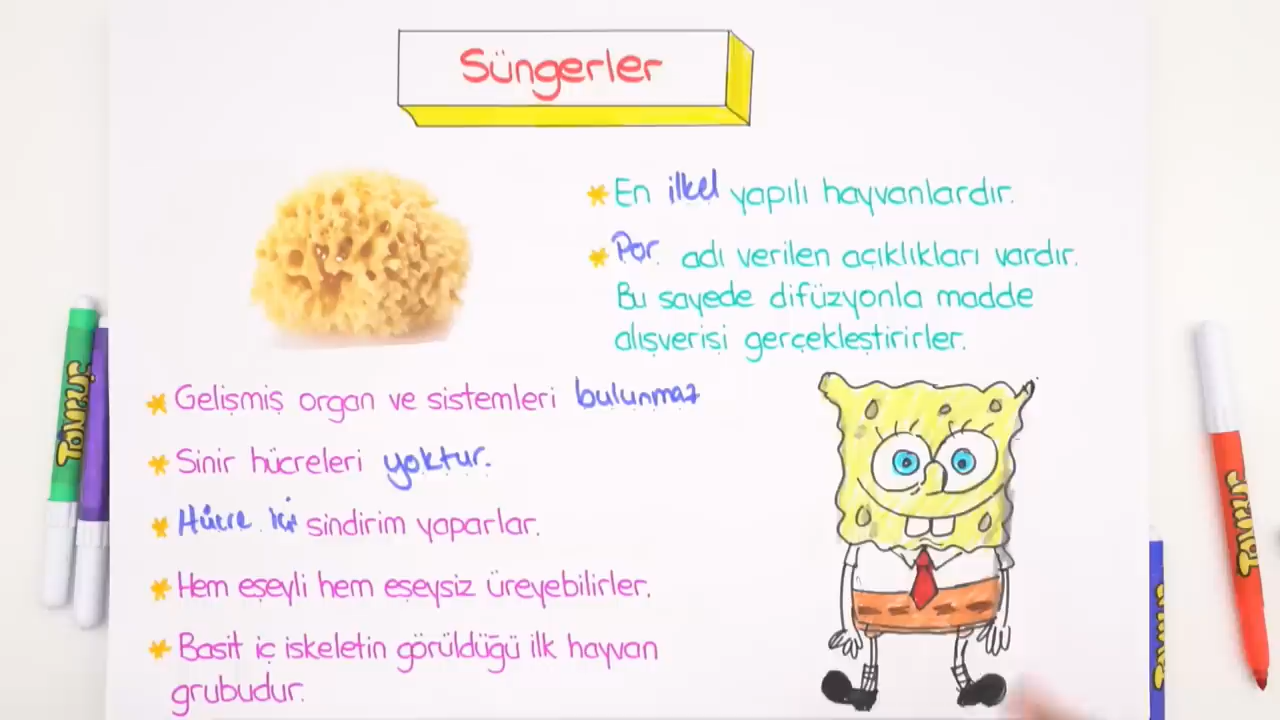 Süngerler
* En ilkel yapılı hayvanlardır.
* Por adı verilen açıklıkları vardır.
Bu sayede difüzyonla madde
alışverişi gerçekleştirirler.
* Gelişmiş organ ve sistemleri bulunmaz
* Sinir hücreleri yoktur.
* Hücre içi sindirim yaparlar.
* Hem eşeyli hem eşeysiz üreyebilirler.
* Basit iç iskeletin görüldüğü ilk hayvan
grubudur.